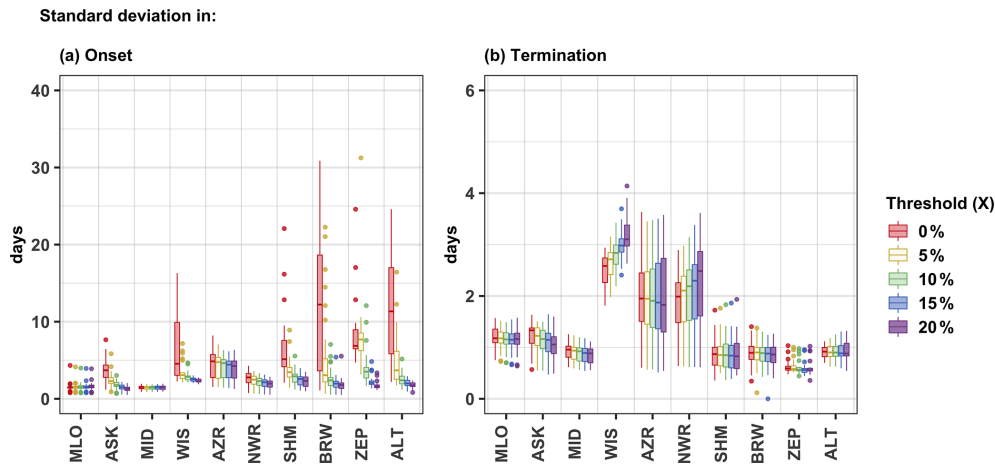 Standard deviation in:
(a) Onset
(b) Termination
days
40
30
20
10
0
MLO
ASK
MID
WIS
AZR
NWR
SHM
BRW
ZEP
ALT
days
6
4
2
0
MLO
ASK
MID
WIS
AZR
NWR
SHM
BRW
ZEP
ALT
Threshold (X)
0 %
5 %
10 %
15 %
20 %